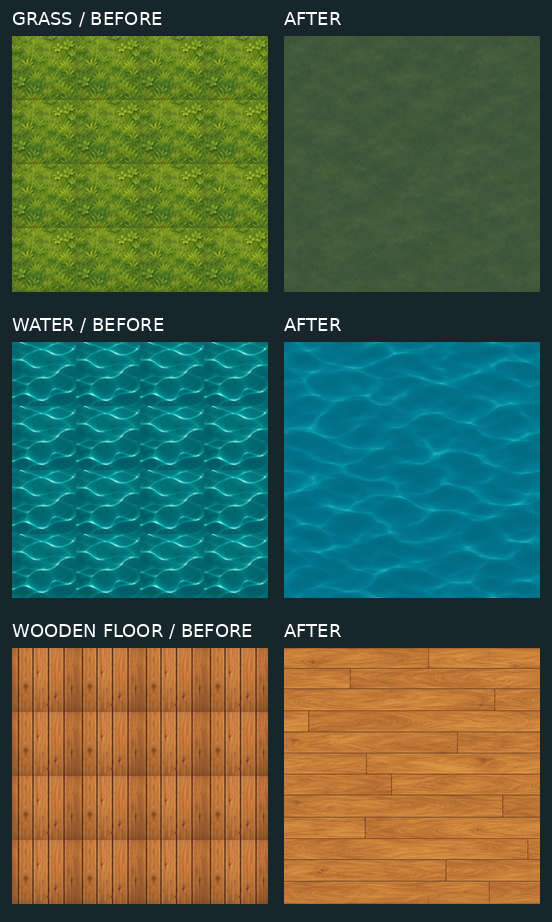 GRASS / BEFORE
AFTER
WATER / BEFORE
AFTER
WOODEN FLOOR / BEFORE
AFTER